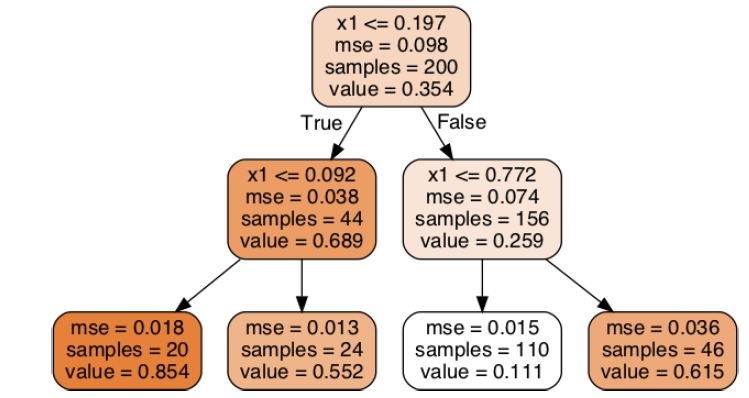 x1 <= 0.197
mse = 0.098
samples = 200
value = 0.354
True
False
x1 <= 0.092
mse = 0.038
samples = 44
value = 0.689
x1 <= 0.772
mse = 0.074
samples = 156
value = 0.259
mse = 0.018
samples = 20
value = 0.854
mse = 0.013
samples = 24
value = 0.552
mse = 0.015
samples = 110
value = 0.111
mse = 0.036
samples = 46
value = 0.615